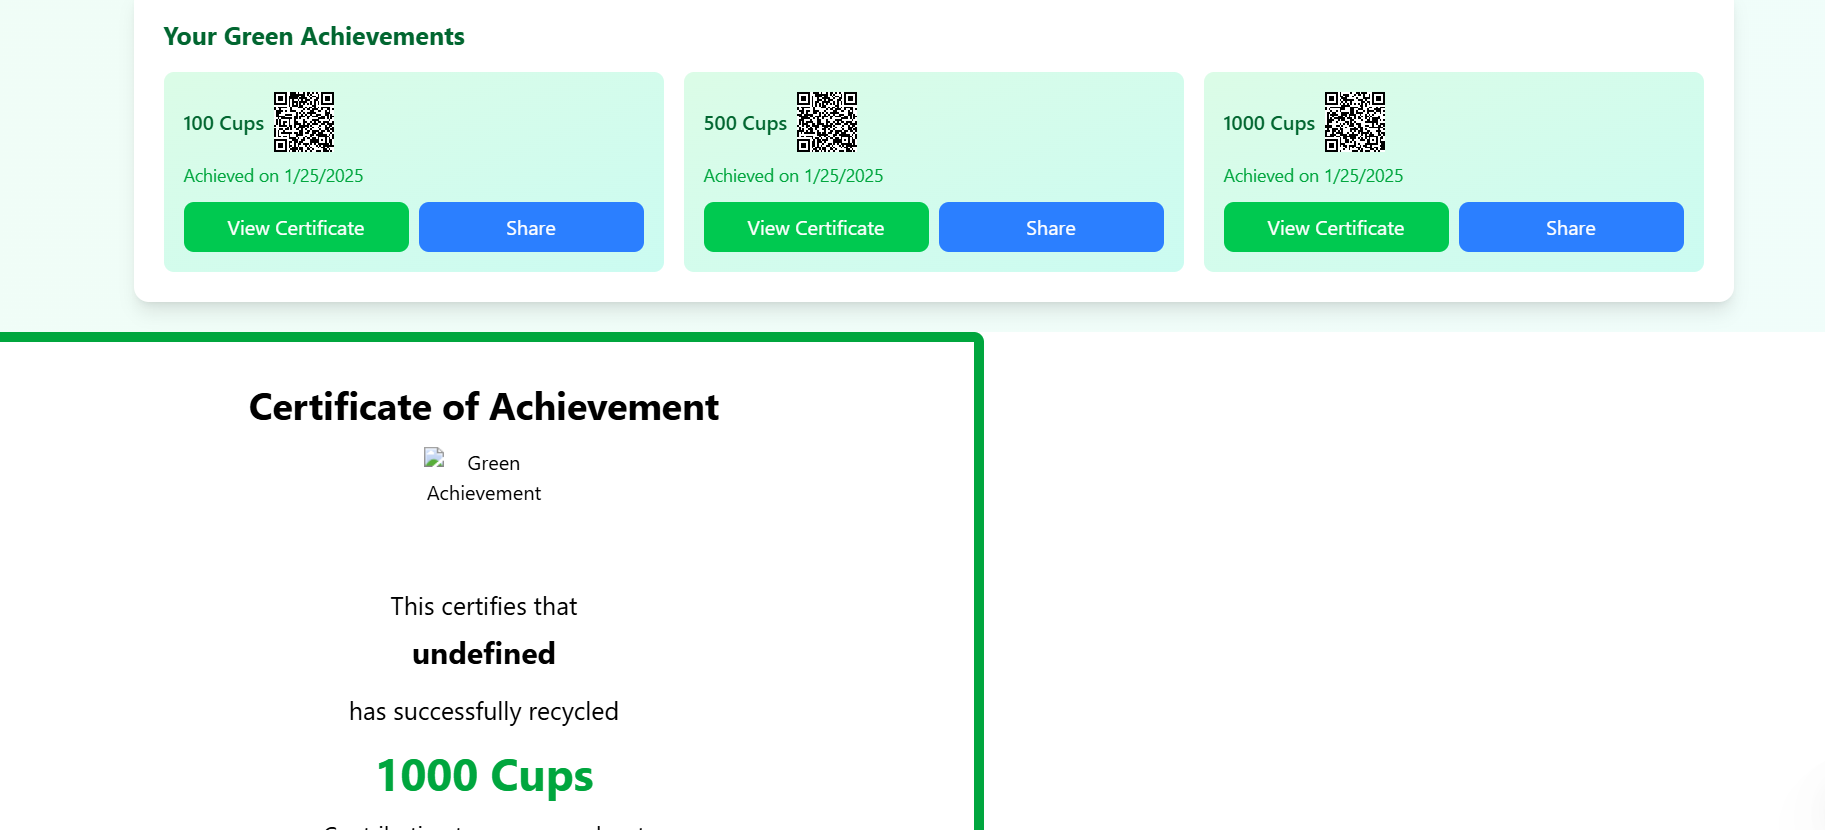 Your Green Achievements
100 Cups
Achieved on 1/25/2025
View Certificate
Share
500 Cups
Achieved on 1/25/2025
View Certificate
Share
1000 Cups
Achieved on 1/25/2025
View Certificate
Share
Certificate of Achievement
Green
Achievement
This certifies that
undefined
has successfully recycled
1000 Cups